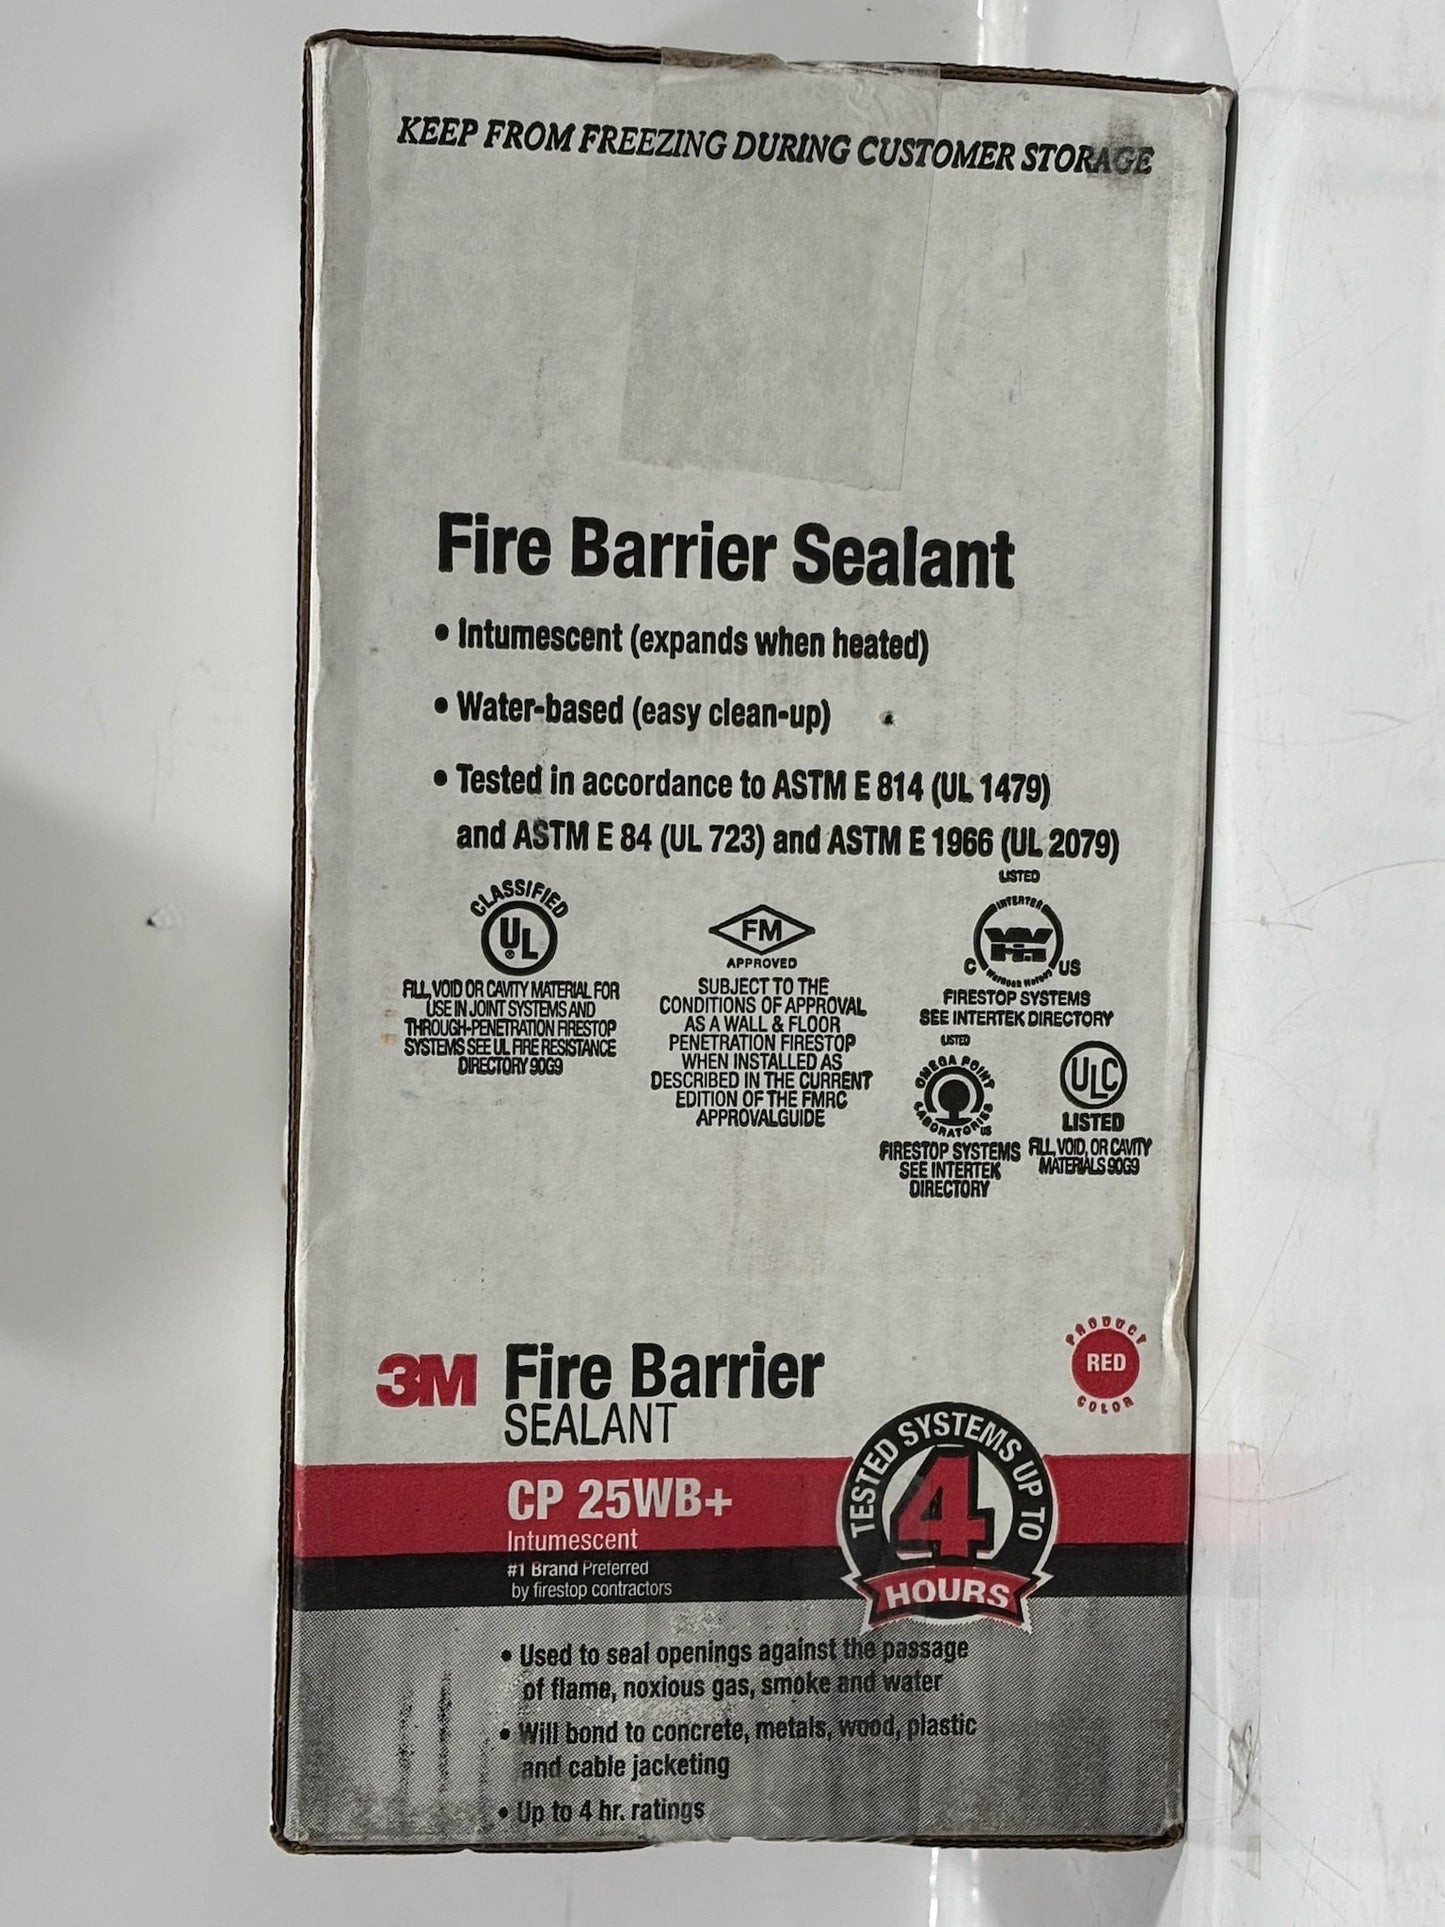 KEEP FROM FREEZING DURING CUSTOMER STORAGE
Fire Barrier Sealant
• Intumescent (expands when heated)
• Water-based (easy clean-up)
• Tested in accordance to ASTM E 814 (UL 1479)
and ASTM E 84 (UL 723) and ASTM E 1966 (UL 2079)
CLASSIFIED
UL
®
FILL, VOID OR CAVITY MATERIAL FOR
USE IN JOINT SYSTEMS AND
THROUGH-PENETRATION FIRESTOP
SYSTEMS SEE UL FIRE RESISTANCE
DIRECTORY 90G9
FM
APPROVED
SUBJECT TO THE
CONDITIONS OF APPROVAL
AS A WALL & FLOOR
PENETRATION FIRESTOP
WHEN INSTALLED AS
DESCRIBED IN THE CURRENT
EDITION OF THE FMRC
APPROVALGUIDE
LISTED
INTERTEK
C US
Warnock Hersey
FIRESTOP SYSTEMS
SEE INTERTEK DIRECTORY
LISTED
OMEGA POINT
LABORATORIES
US
FIRESTOP SYSTEMS
SEE INTERTEK
DIRECTORY
ULC
LISTED
FILL, VOID, OR CAVITY
MATERIALS 90G9
3M Fire Barrier
SEALANT
PRODUCT
RED
COLOR
CP 25WB+
Intumescent
#1 Brand Preferred
by firestop contractors
TESTED SYSTEMS UP TO
4
HOURS
• Used to seal openings against the passage
of flame, noxious gas, smoke and water
• Will bond to concrete, metals, wood, plastic
and cable jacketing
• Up to 4 hr. ratings